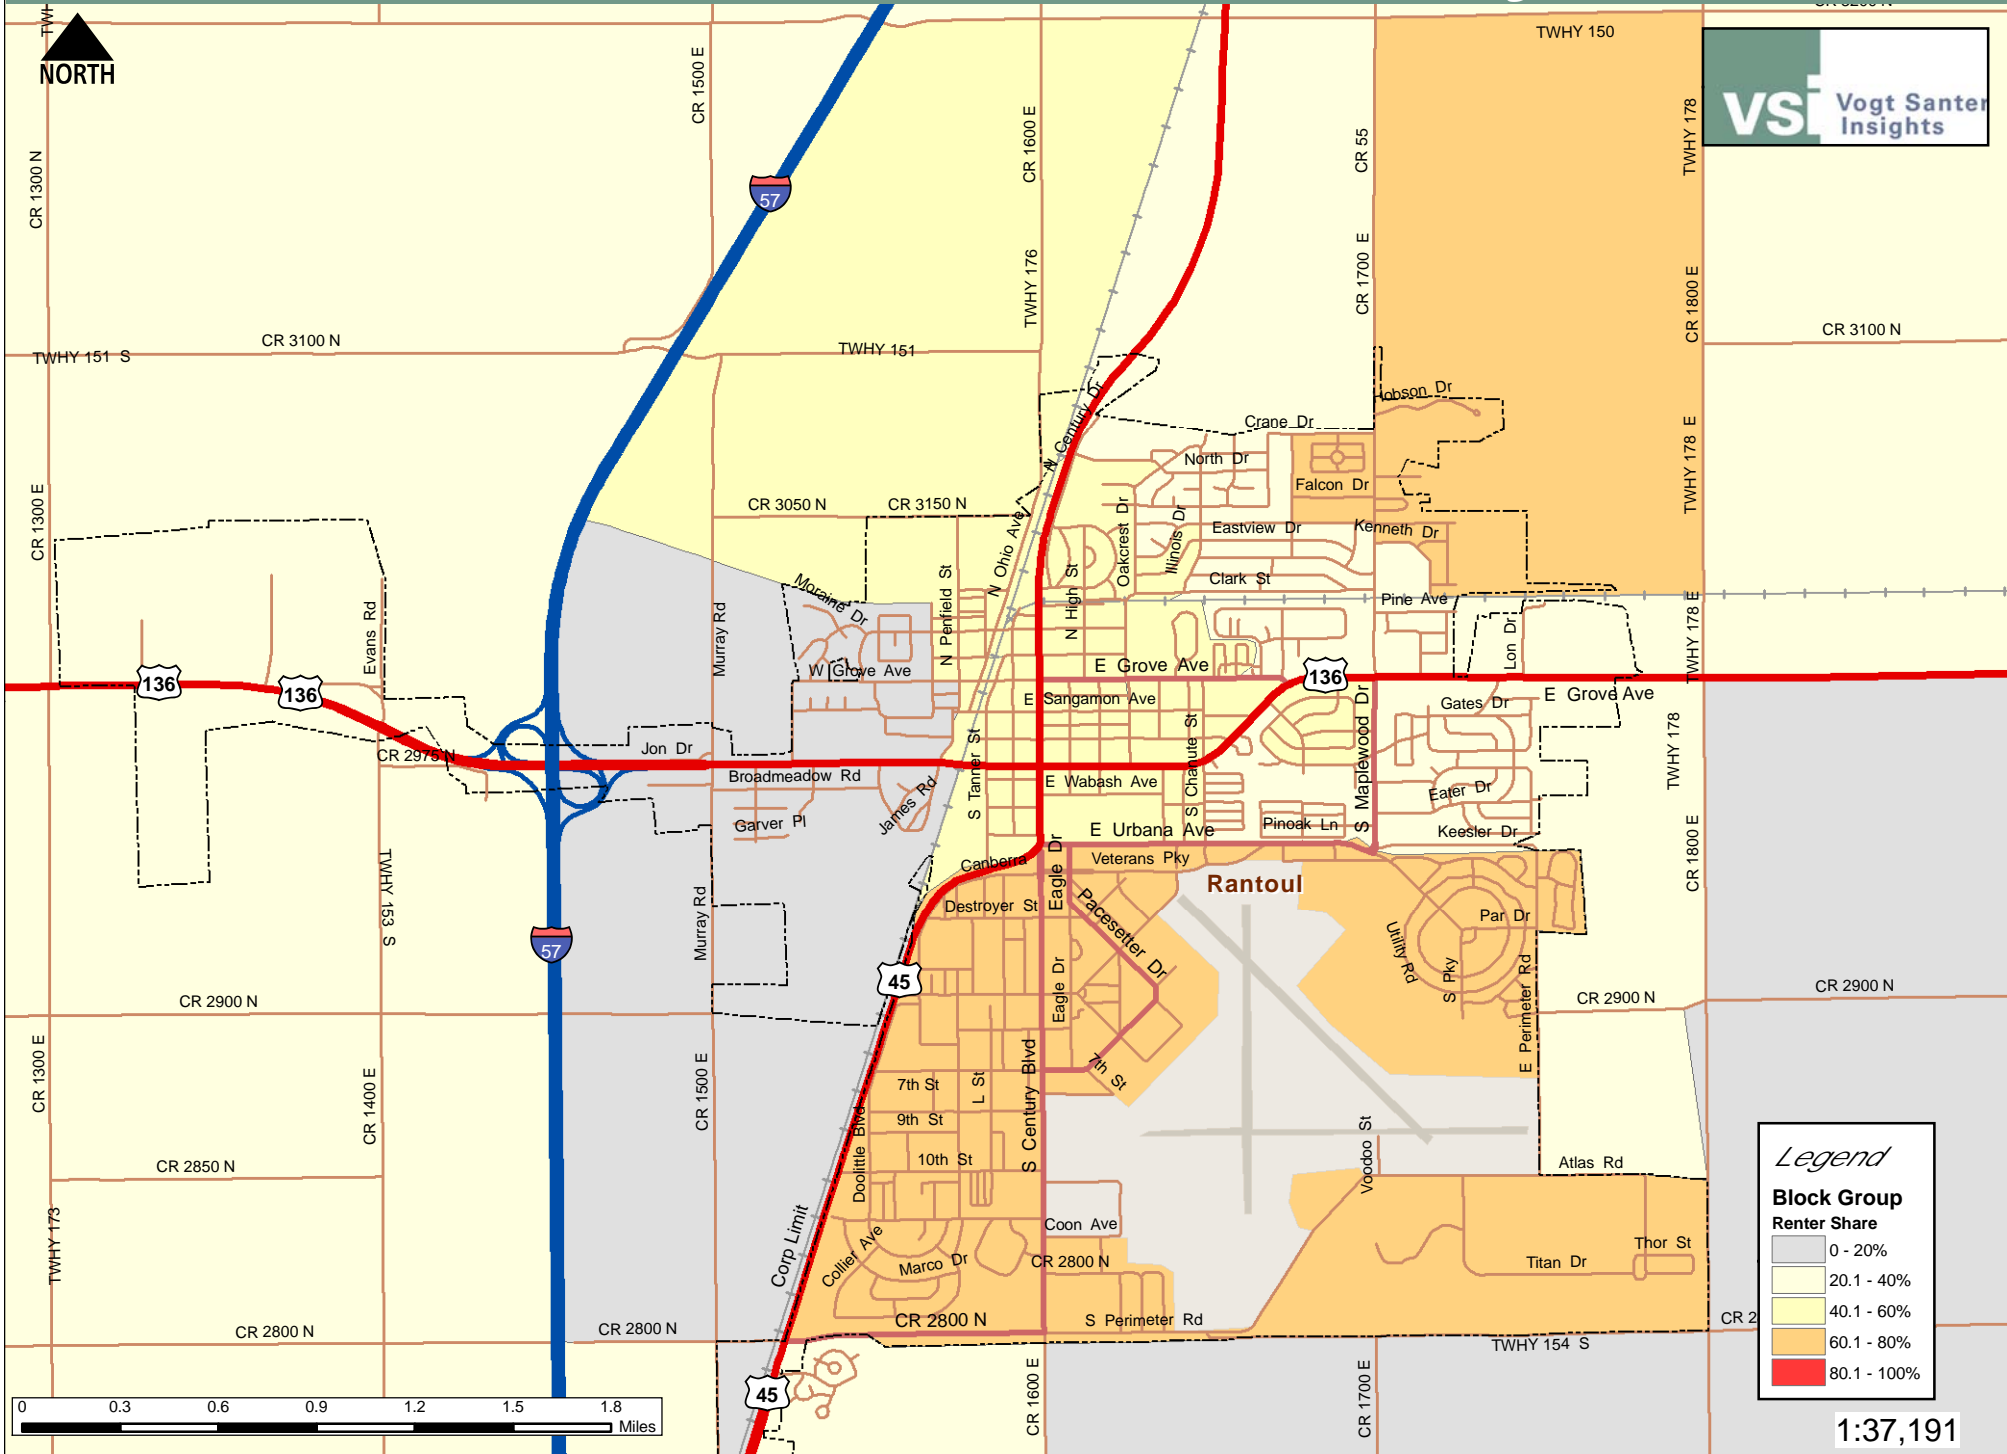 NORTH
VSI Vogt Santer
Insights
TWHY 150
CR 1500 E
CR 1600 E
CR 55
TWHY 178
CR 1300 N
57
TWHY 176
CR 1700 E
CR 1800 E
CR 3100 N
TWHY 151 S
CR 3100 N
TWHY 151
N Century Dr
Crane Dr
North Dr
Falcon Dr
TWHY 178 E
CR 1300 E
CR 3050 N
CR 3150 N
N Ohio Ave
Oakcrest Dr
Illinois Dr
Eastview Dr
Kenneth Dr
Clark St
Moraine Dr
N Penfield St
N High St
Pine Ave
Lon Dr
TWHY 178 E
Evans Rd
Murray Rd
W Grove Ave
E Grove Ave
136
136
136
E Sangamon Ave
S Maplewood Dr
Gates Dr
E Grove Ave
TWHY 178
CR 2975 N
Jon Dr
Broadmeadow Rd
S Tanner St
E Wabash Ave
S Chanute St
Eater Dr
Garver Pl
James Rd
E Urbana Ave
Pinoak Ln
Keesler Dr
CR 1800 E
TWHY 153 S
Murray Rd
Canberra
Eagle Dr
Veterans Pky
Rantoul
Destroyer St
Pacesetter Dr
Par Dr
Utility Rd
S Pky
E Perimeter Rd
57
45
Eagle Dr
CR 2900 N
CR 2900 N
CR 2900 N
CR 1300 E
CR 1400 E
CR 1500 E
7th St
L St
S Century Blvd
7th St
9th St
10th St
Doolittle Blvd
Voodoo St
Atlas Rd
CR 2850 N
TWHY 173
Corp Limit
Collier Ave
Marco Dr
Coon Ave
CR 2800 N
Titan Dr
Thor St
CR 2800 N
CR 2800 N
CR 2800 N
S Perimeter Rd
TWHY 154 S
CR 2
45
CR 1600 E
CR 1700 E
Legend
Block Group
Renter Share
0 - 20%
20.1 - 40%
40.1 - 60%
60.1 - 80%
80.1 - 100%
0 0.3 0.6 0.9 1.2 1.5 1.8
Miles
1:37,191